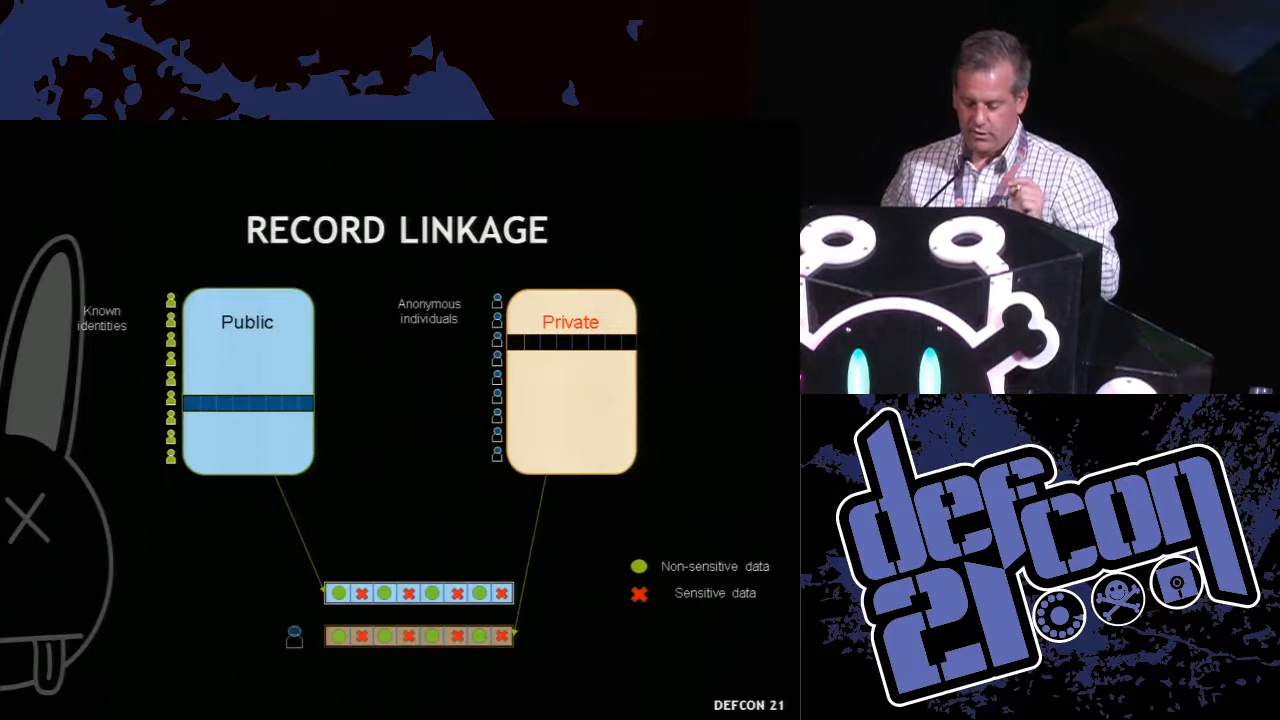 RECORD LINKAGE
Known
identities
Public
Anonymous
individuals
Private
Non-sensitive data
Sensitive data
DEFCON 21
defcon
21